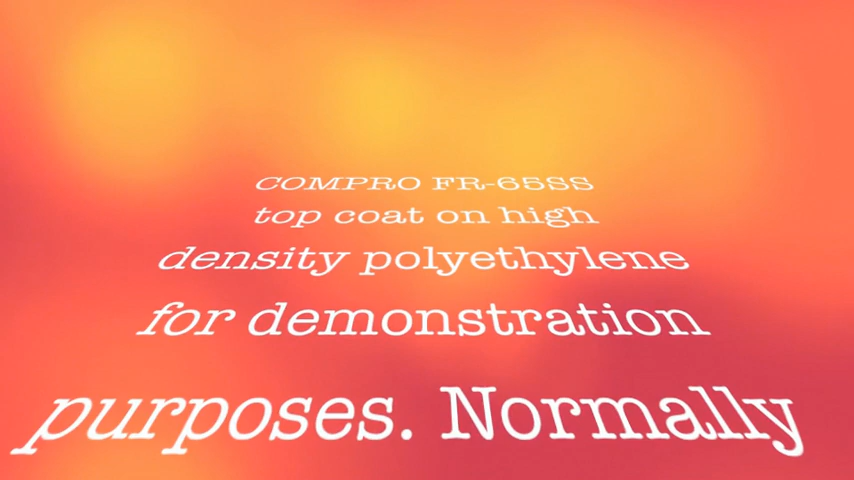 COMPRO FR-65SS
top coat on high
density polyethylene
for demonstration
purposes. Normally